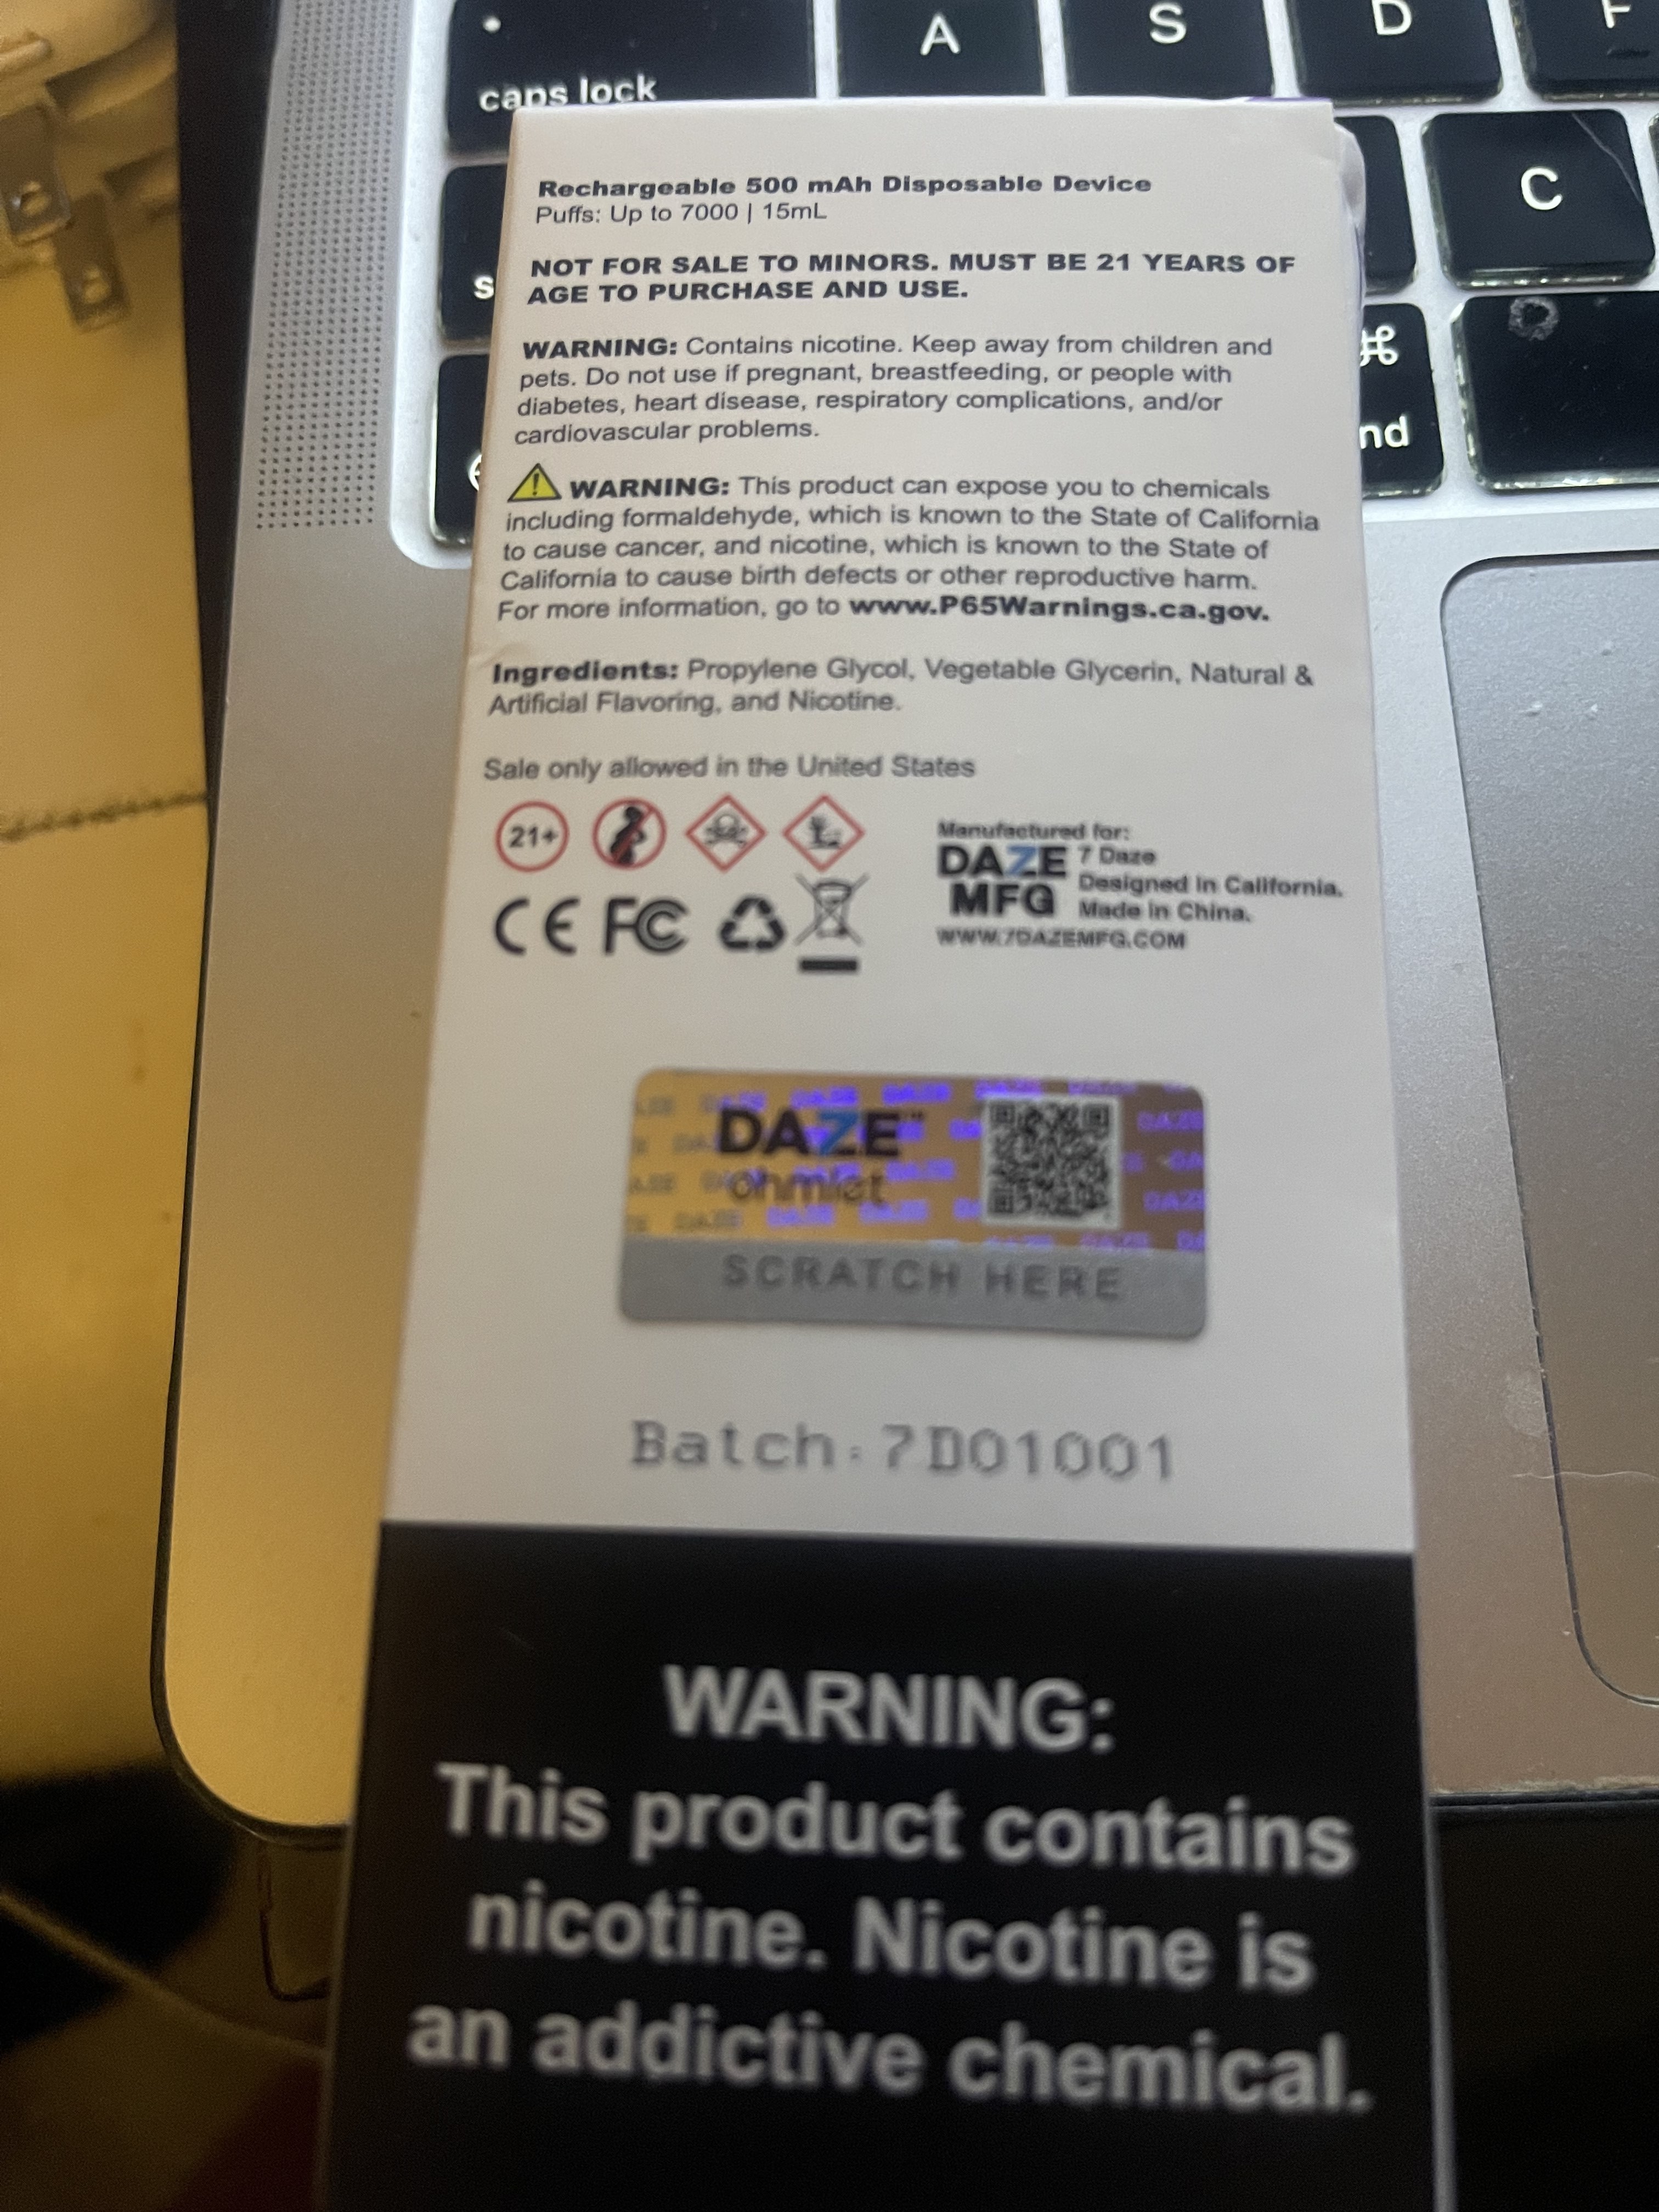 A
S
D
F
caps lock
C
s
⌘
nd
Rechargeable 500 mAh Disposable Device
Puffs: Up to 7000 | 15mL
NOT FOR SALE TO MINORS. MUST BE 21 YEARS OF
AGE TO PURCHASE AND USE.
WARNING: Contains nicotine. Keep away from children and
pets. Do not use if pregnant, breastfeeding, or people with
diabetes, heart disease, respiratory complications, and/or
cardiovascular problems.
WARNING: This product can expose you to chemicals
including formaldehyde, which is known to the State of California
to cause cancer, and nicotine, which is known to the State of
California to cause birth defects or other reproductive harm.
For more information, go to www.P65Warnings.ca.gov.
Ingredients: Propylene Glycol, Vegetable Glycerin, Natural &
Artificial Flavoring, and Nicotine.
Sale only allowed in the United States
21+
CE FC
Manufactured for:
DAZE 7 Daze
Designed in California.
MFG Made in China.
WWW.7DAZEMFG.COM
DAZE™
ohmlet
SCRATCH HERE
Batch:7D01001
WARNING:
This product contains
nicotine. Nicotine is
an addictive chemical.